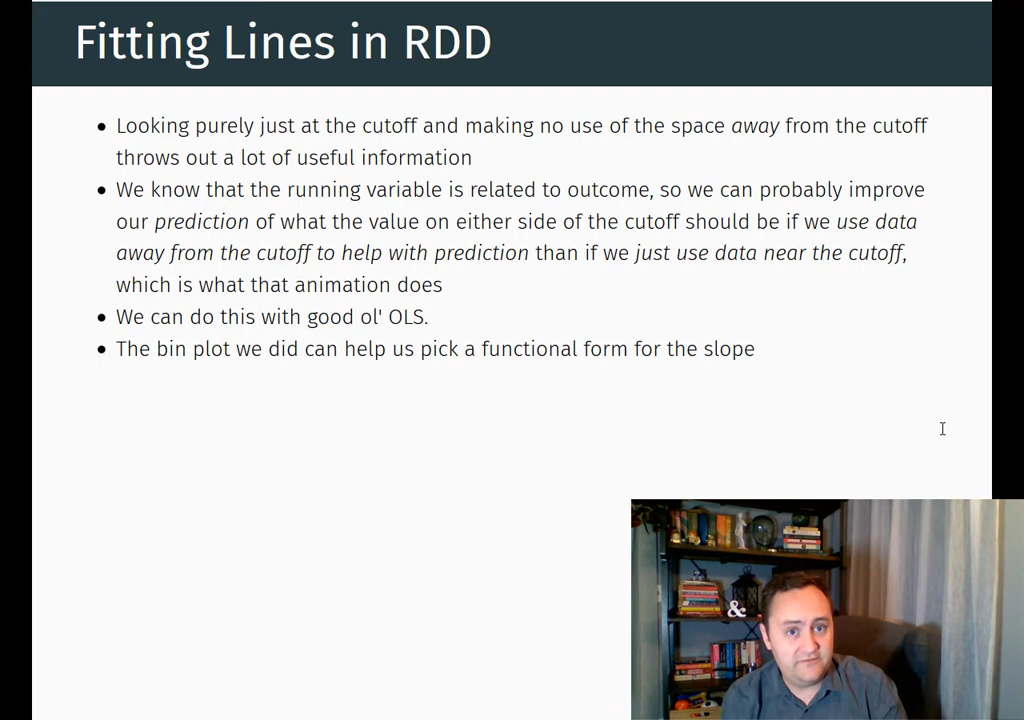 Fitting Lines in RDD
Looking purely just at the cutoff and making no use of the space away from the cutoff
throws out a lot of useful information
We know that the running variable is related to outcome, so we can probably improve
our prediction of what the value on either side of the cutoff should be if we use data
away from the cutoff to help with prediction than if we just use data near the cutoff,
which is what that animation does
We can do this with good ol' OLS.
The bin plot we did can help us pick a functional form for the slope
&